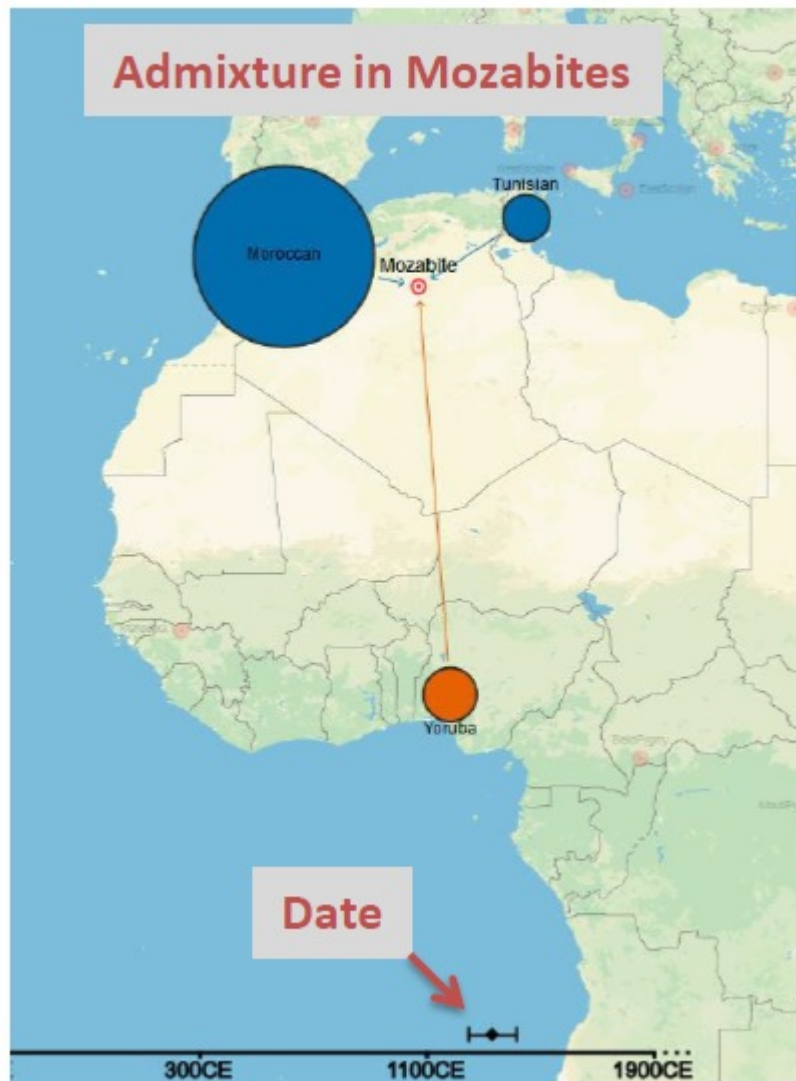 Admixture in Mozabites
Tunisian
Moroccan
Mozabite
Yoruba
Date
300CE
1100CE
1900CE